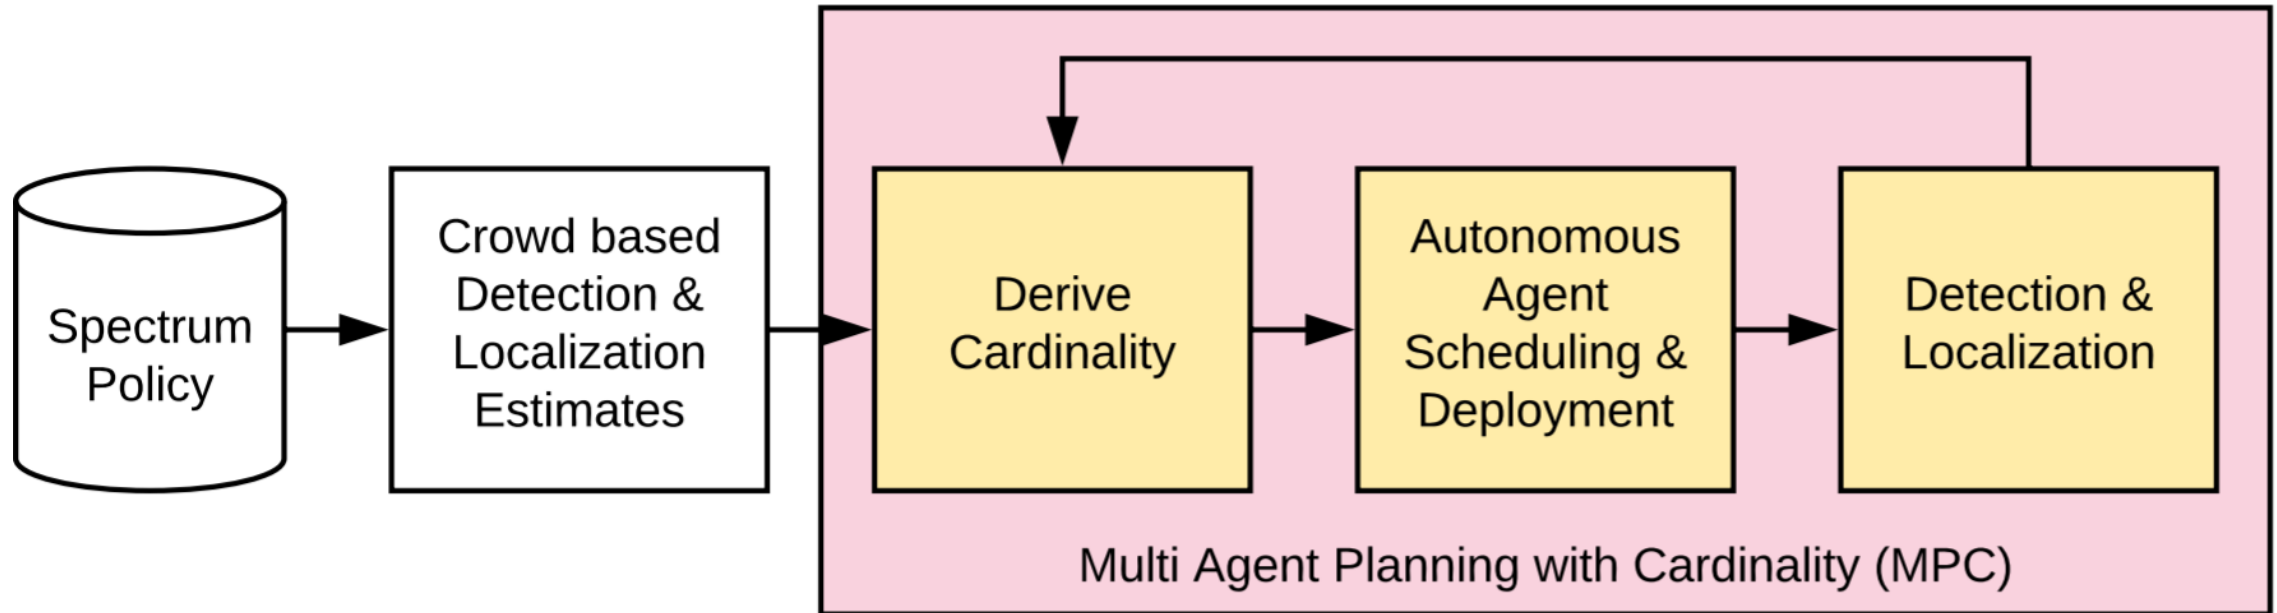 Spectrum
Policy
Crowd based
Detection &
Localization
Estimates
Derive
Cardinality
Autonomous
Agent
Scheduling &
Deployment
Detection &
Localization
Multi Agent Planning with Cardinality (MPC)